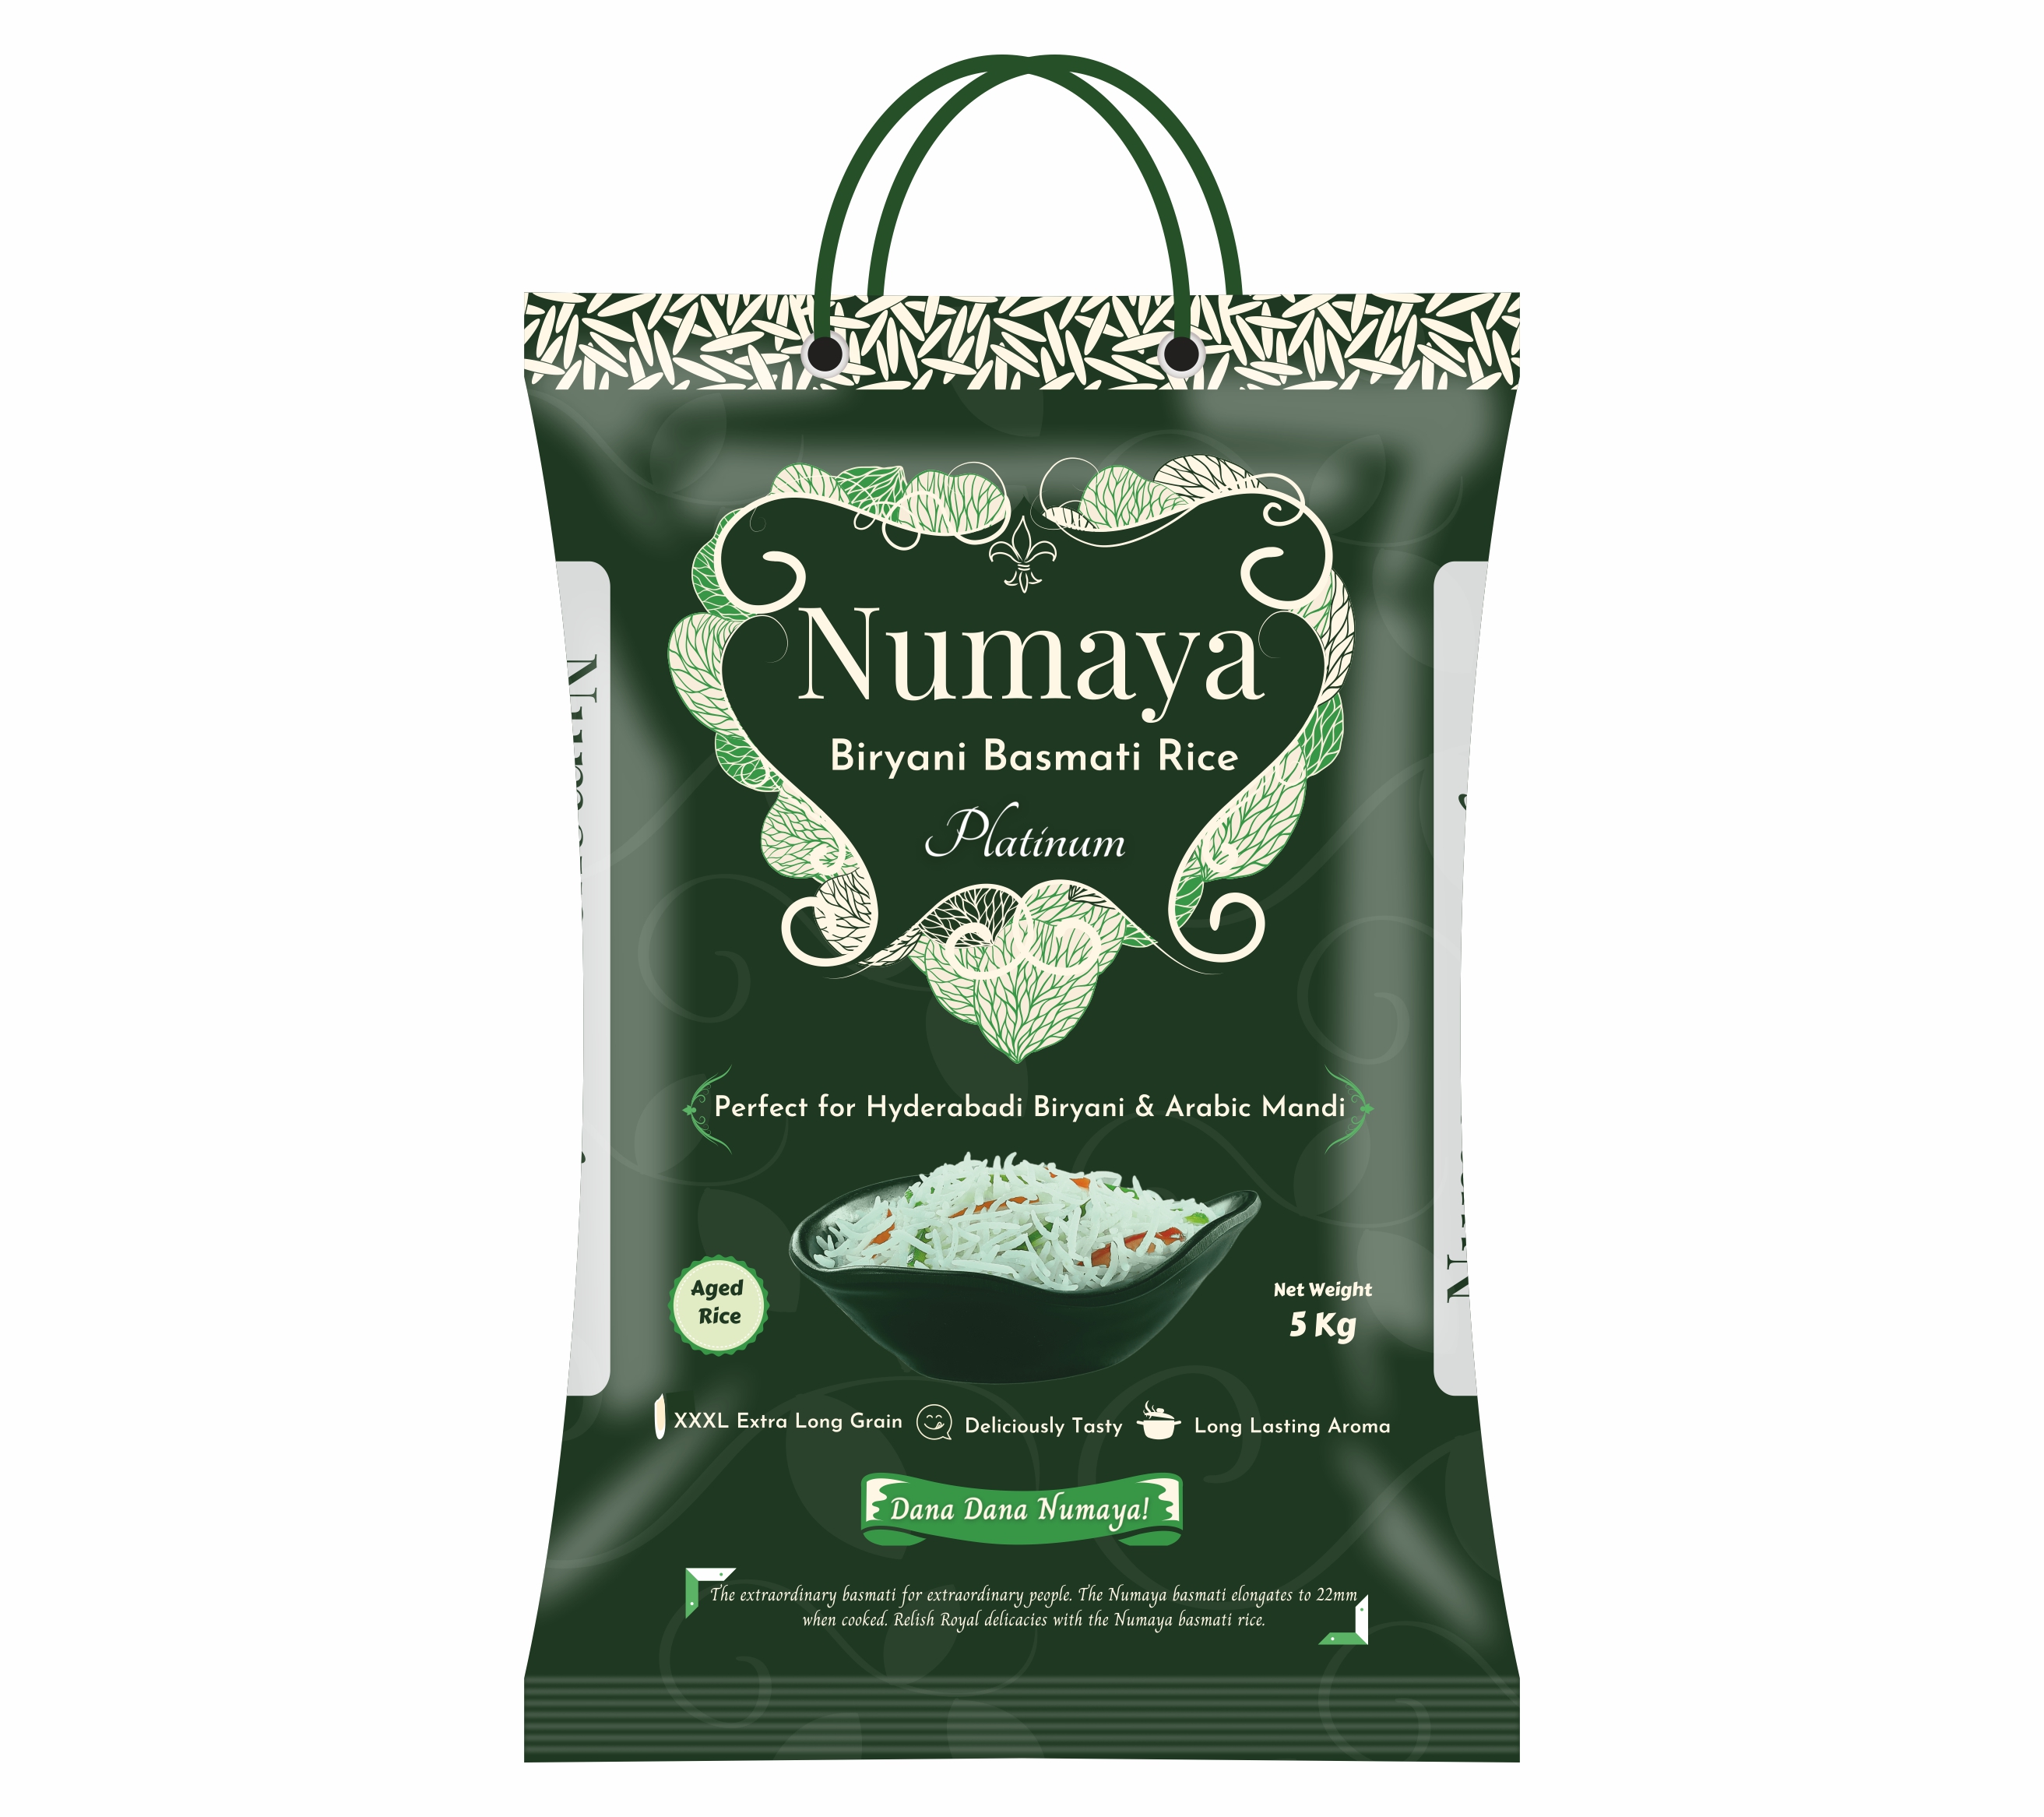 Numaya
Biryani Basmati Rice
Platinum
Perfect for Hyderabadi Biryani & Arabic Mandi
Aged
Rice
Net Weight
5 Kg
XXXL Extra Long Grain
Deliciously Tasty
Long Lasting Aroma
Dana Dana Numaya!
The extraordinary basmati for extraordinary people. The Numaya basmati elongates to 22mm
when cooked. Relish Royal delicacies with the Numaya basmati rice.